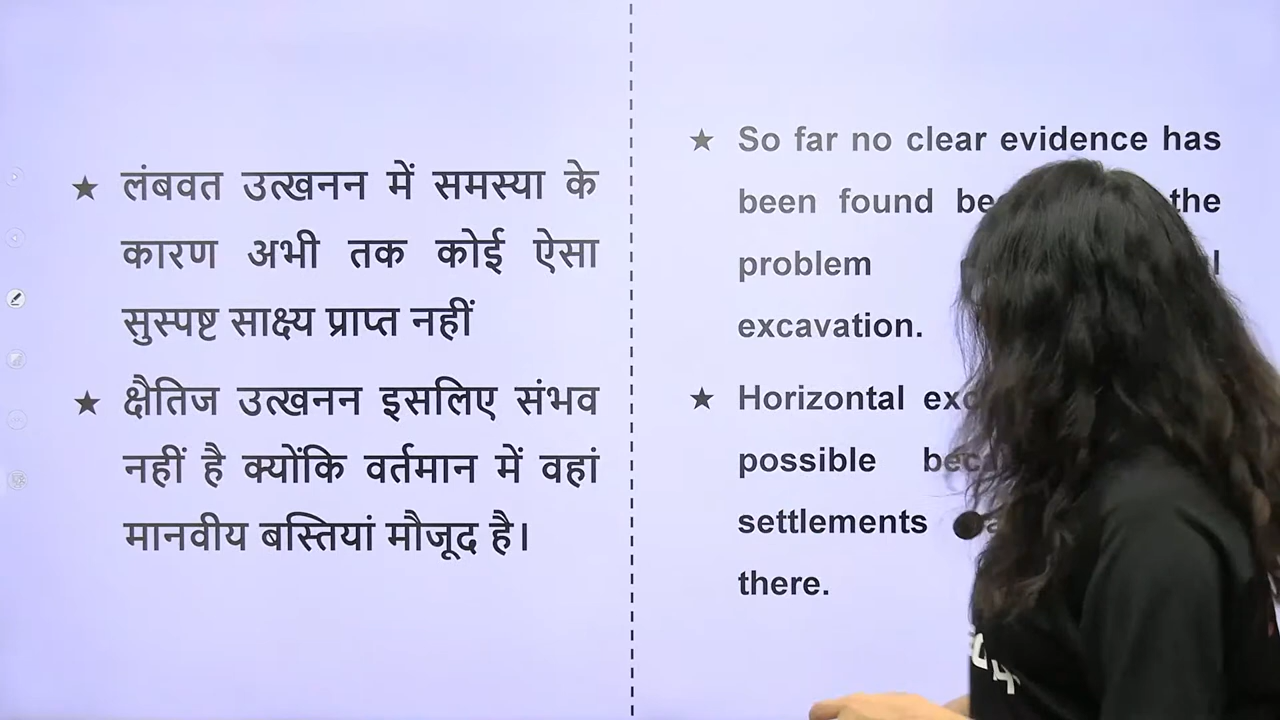 ★ लंबवत उत्खनन में समस्या के
कारण अभी तक कोई ऐसा
सुस्पष्ट साक्ष्य प्राप्त नहीं
★ क्षैतिज उत्खनन इसलिए संभव
नहीं है क्योंकि वर्तमान में वहां
मानवीय बस्तियां मौजूद है।
★ So far no clear evidence has
been found the
problem
excavation.
★ Horizontal
possible
settlements
there.